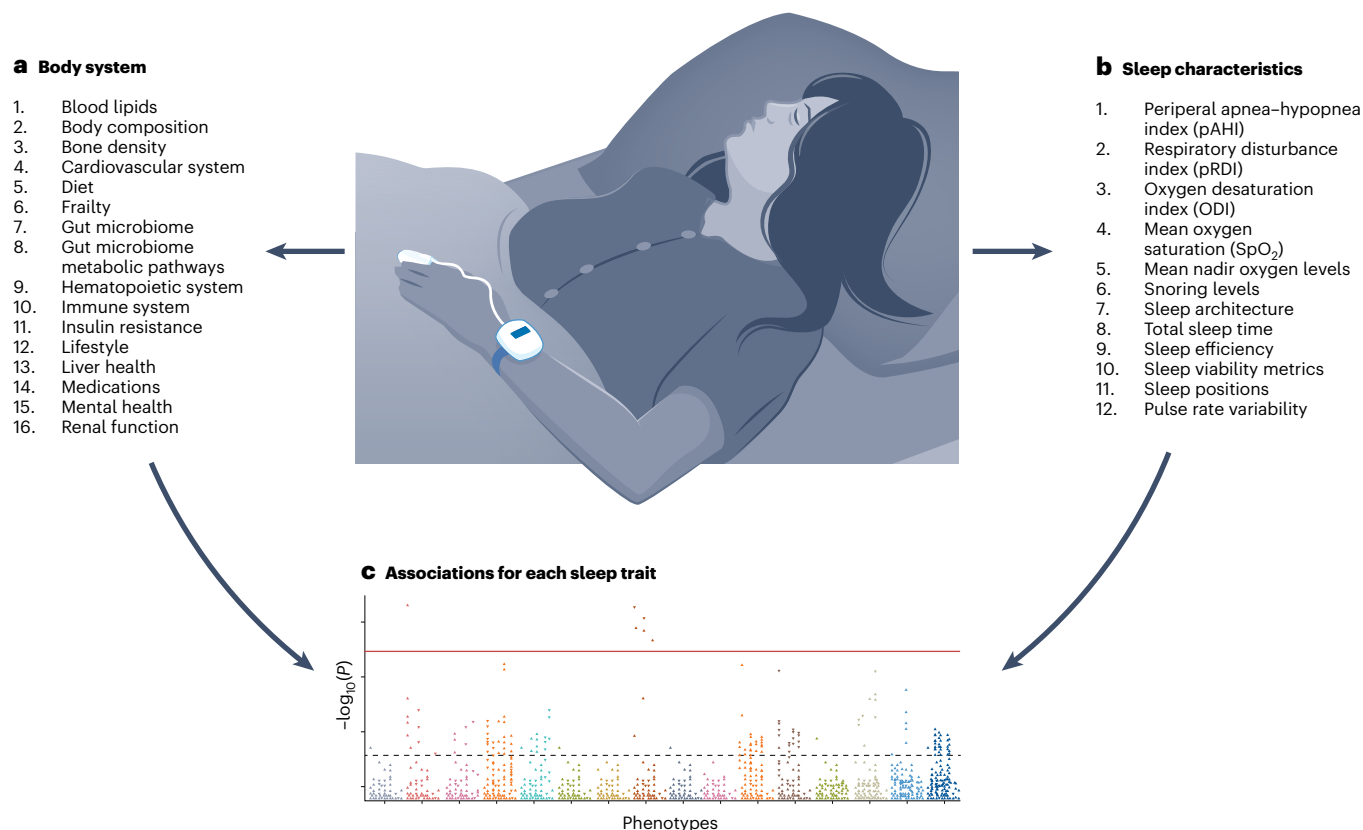 a Body system
1. Blood lipids
2. Body composition
3. Bone density
4. Cardiovascular system
5. Diet
6. Frailty
7. Gut microbiome
8. Gut microbiome
metabolic pathways
9. Hematopoietic system
10. Immune system
11. Insulin resistance
12. Lifestyle
13. Liver health
14. Medications
15. Mental health
16. Renal function
b Sleep characteristics
1. Periperal apnea–hypopnea
index (pAHI)
2. Respiratory disturbance
index (pRDI)
3. Oxygen desaturation
index (ODI)
4. Mean oxygen
saturation (SpO₂)
5. Mean nadir oxygen levels
6. Snoring levels
7. Sleep architecture
8. Total sleep time
9. Sleep efficiency
10. Sleep viability metrics
11. Sleep positions
12. Pulse rate variability
c Associations for each sleep trait
–log₁₀(P)
Phenotypes